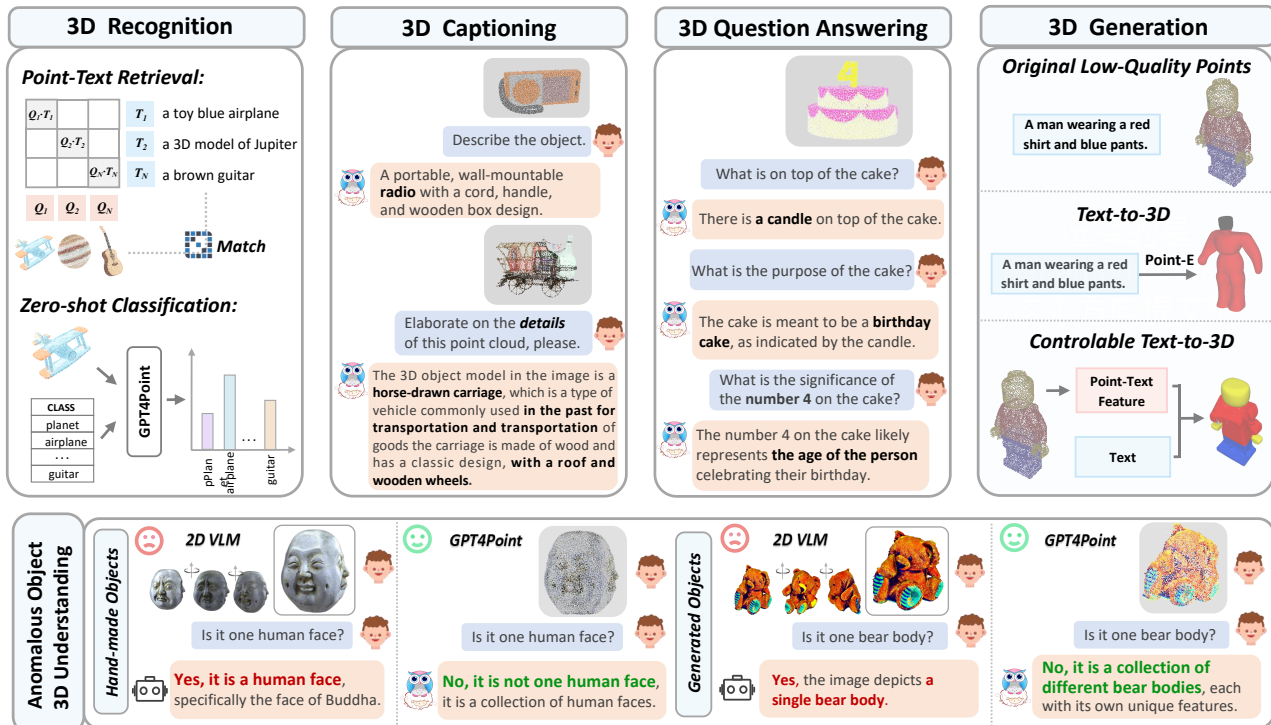 3D Recognition
Point-Text Retrieval:
Q1·T1
Q2·T2
QN·TN
T1
a toy blue airplane
T2
a 3D model of Jupiter
TN
a brown guitar
Q1
Q2
QN
Match
Zero-shot Classification:
CLASS
planet
airplane
...
guitar
GPT4Point
...
pPlan
et
airplane
guitar
3D Captioning
Describe the object.
A portable, wall-mountable
radio with a cord, handle,
and wooden box design.
Elaborate on the details
of this point cloud, please.
The 3D object model in the image is a
horse-drawn carriage, which is a type of
vehicle commonly used in the past for
transportation and transportation of
goods the carriage is made of wood and
has a classic design, with a roof and
wooden wheels.
3D Question Answering
4
What is on top of the cake?
There is a candle on top of the cake.
What is the purpose of the cake?
The cake is meant to be a birthday
cake, as indicated by the candle.
What is the significance of
the number 4 on the cake?
The number 4 on the cake likely
represents the age of the person
celebrating their birthday.
3D Generation
Original Low-Quality Points
A man wearing a red
shirt and blue pants.
Text-to-3D
A man wearing a red
shirt and blue pants.
Point-E
Controlable Text-to-3D
Point-Text
Feature
Text
Anomalous Object
3D Understanding
Hand-made Objects
2D VLM
Is it one human face?
Yes, it is a human face,
specifically the face of Buddha.
GPT4Point
Is it one human face?
No, it is not one human face,
it is a collection of human faces.
Generated Objects
2D VLM
Is it one bear body?
Yes, the image depicts a
single bear body.
GPT4Point
Is it one bear body?
No, it is a collection of
different bear bodies, each
with its own unique features.